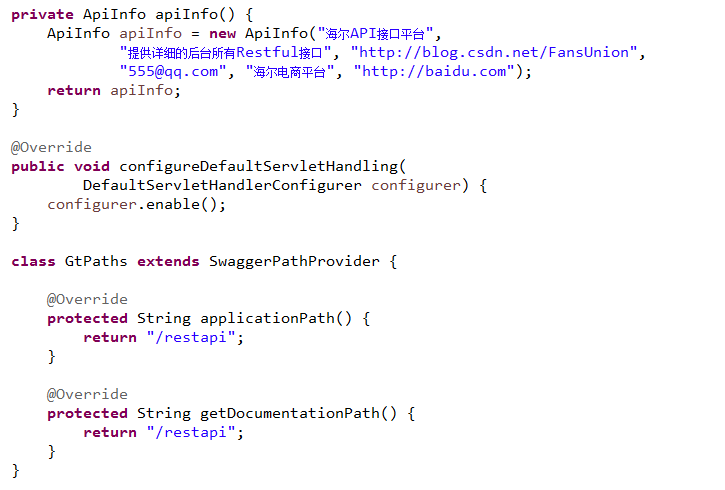 private ApiInfo apiInfo() {
    ApiInfo apiInfo = new ApiInfo("海尔API接口平台",
            "提供详细的后台所有Restful接口", "http://blog.csdn.net/FansUnion",
            "555@qq.com", "海尔电商平台", "http://baidu.com");
    return apiInfo;
}

@Override
public void configureDefaultServletHandling(
        DefaultServletHandlerConfigurer configurer) {
    configurer.enable();
}

class GtPaths extends SwaggerPathProvider {

    @Override
    protected String applicationPath() {
        return "/restapi";
    }

    @Override
    protected String getDocumentationPath() {
        return "/restapi";
    }
}